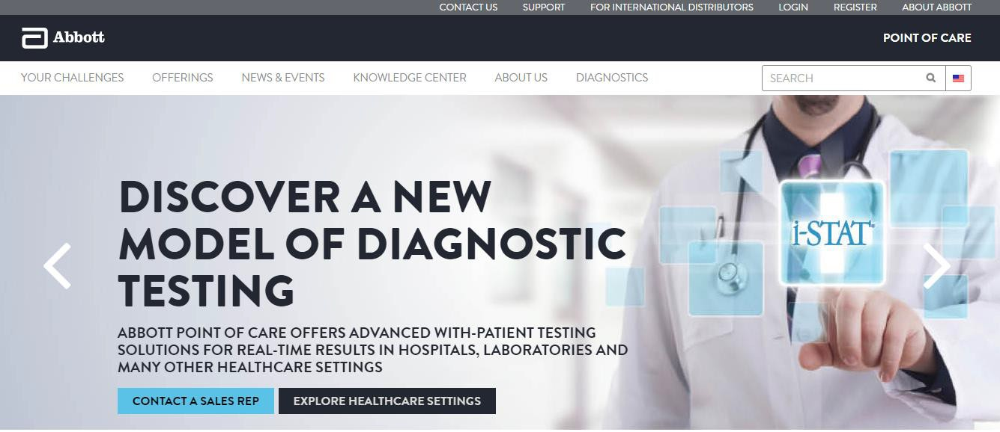 CONTACT US SUPPORT FOR INTERNATIONAL DISTRIBUTORS LOGIN REGISTER ABOUT ABBOTT
Abbott
POINT OF CARE
YOUR CHALLENGES OFFERINGS NEWS & EVENTS KNOWLEDGE CENTER ABOUT US DIAGNOSTICS
SEARCH
DISCOVER A NEW
MODEL OF DIAGNOSTIC
TESTING
i-STAT®
ABBOTT POINT OF CARE OFFERS ADVANCED WITH-PATIENT TESTING
SOLUTIONS FOR REAL-TIME RESULTS IN HOSPITALS, LABORATORIES AND
MANY OTHER HEALTHCARE SETTINGS
CONTACT A SALES REP
EXPLORE HEALTHCARE SETTINGS